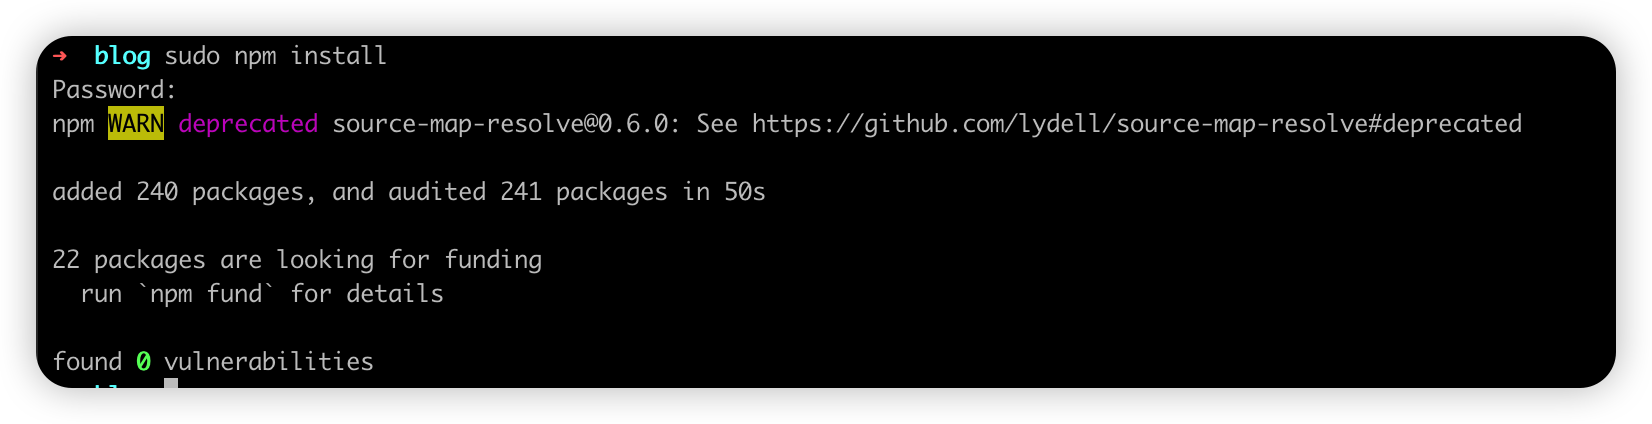 ➜ blog sudo npm install
Password:
npm WARN deprecated source-map-resolve@0.6.0: See https://github.com/lydell/source-map-resolve#deprecated
added 240 packages, and audited 241 packages in 50s
22 packages are looking for funding
run `npm fund` for details
found 0 vulnerabilities